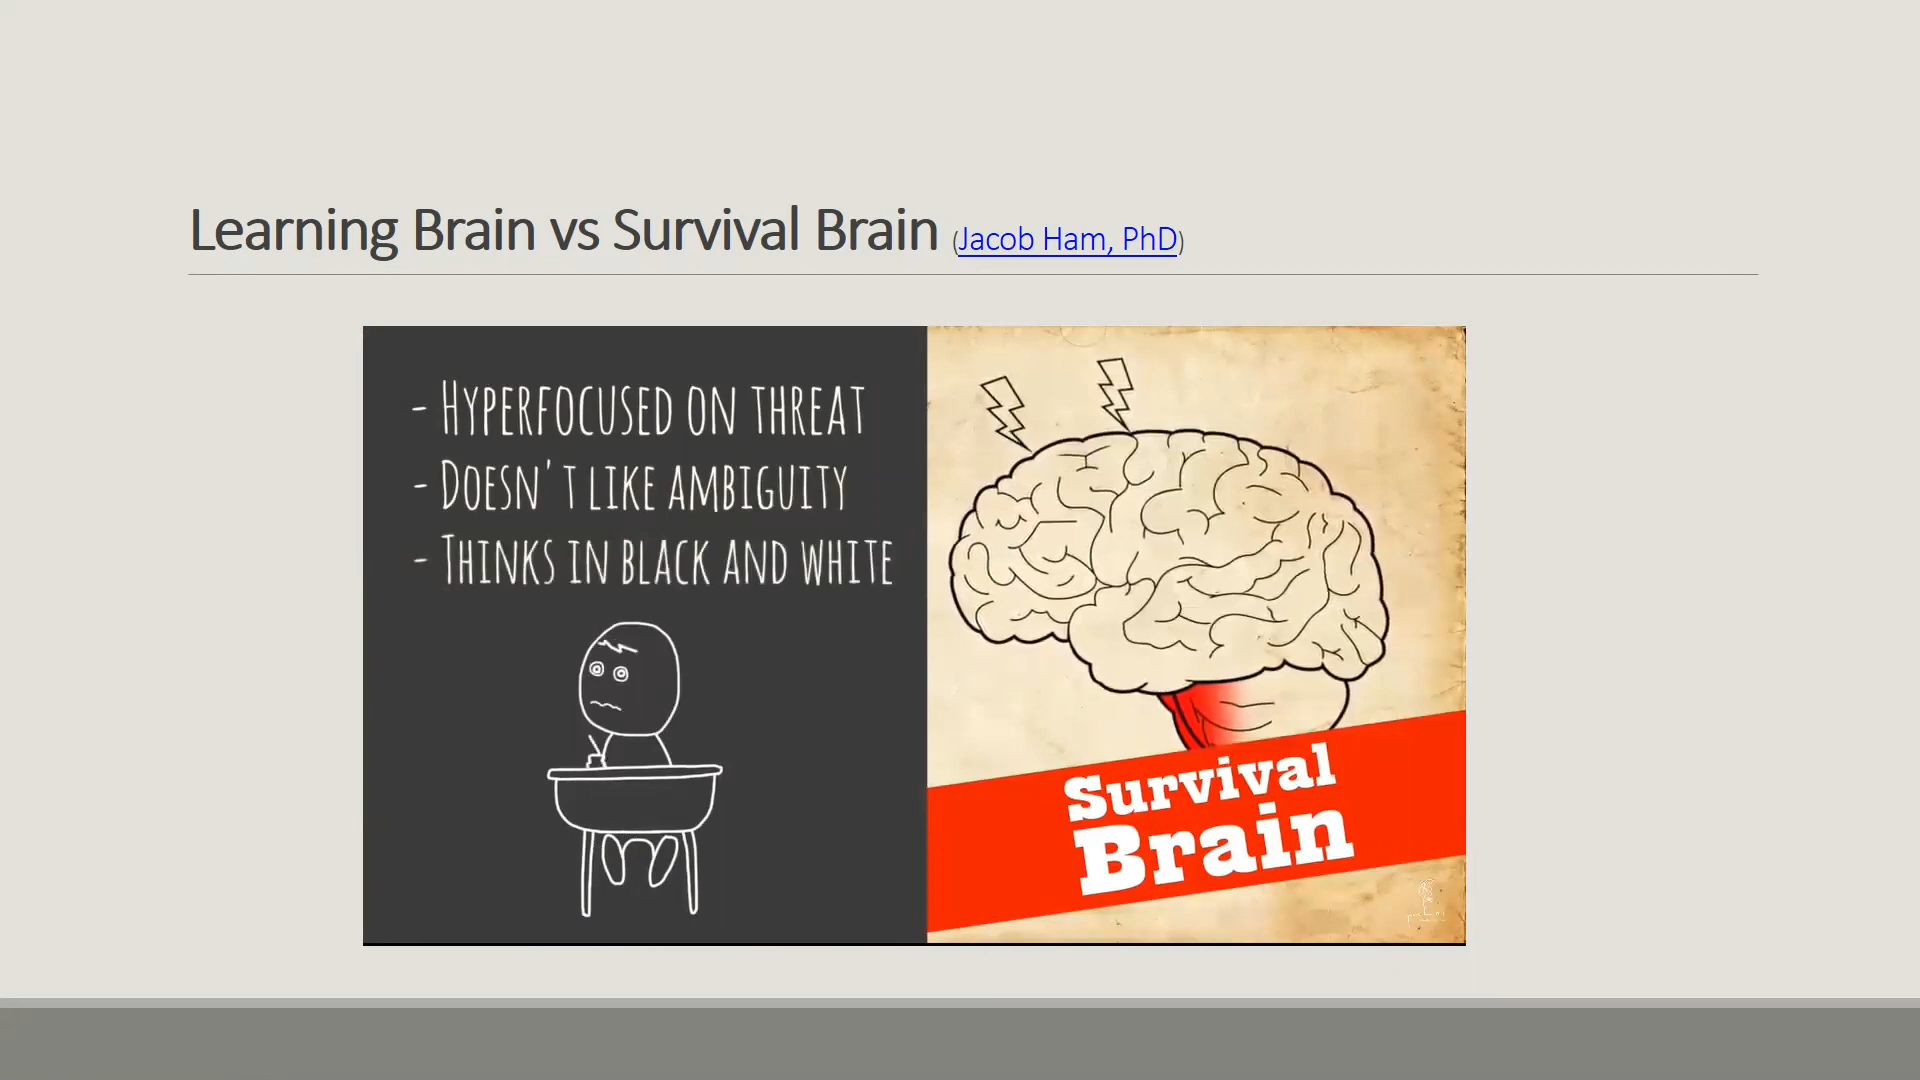 Learning Brain vs Survival Brain (Jacob Ham, PhD)
- HYPERFOCUSED ON THREAT
- DOESN'T LIKE AMBIGUITY
- THINKS IN BLACK AND WHITE
Survival
Brain